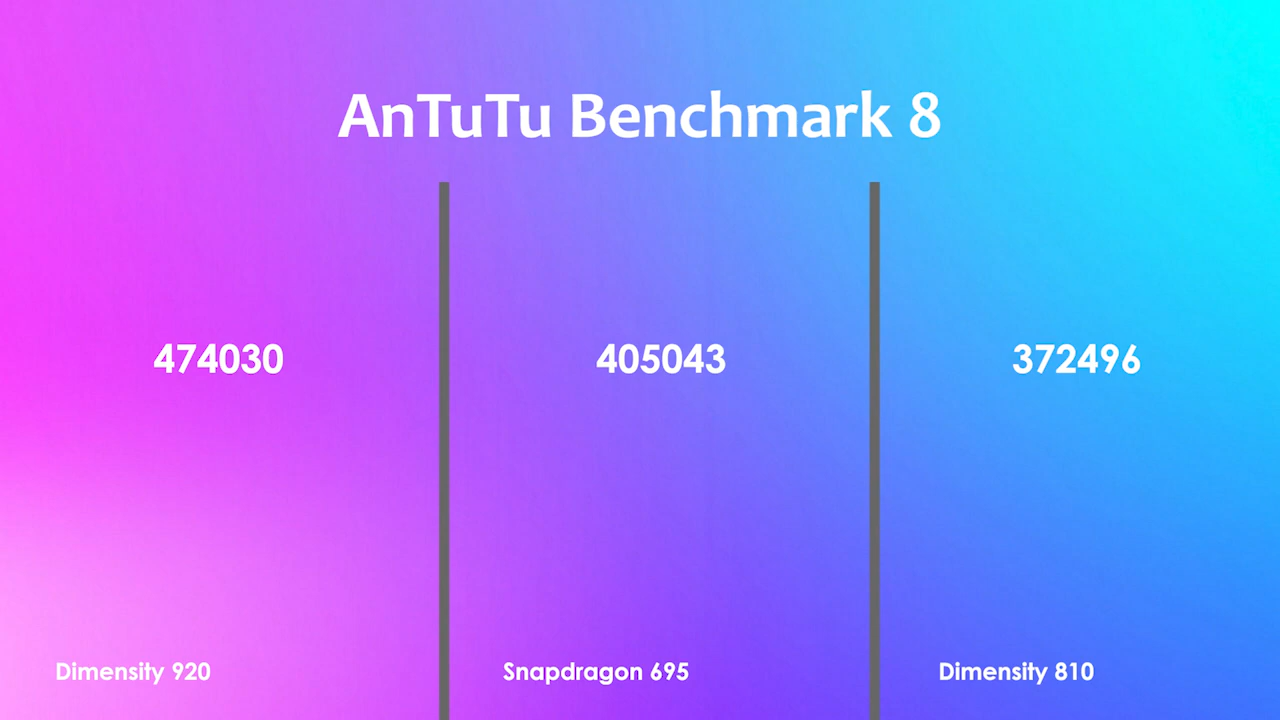 AnTuTu Benchmark 8
474030
405043
372496
Dimensity 920
Snapdragon 695
Dimensity 810